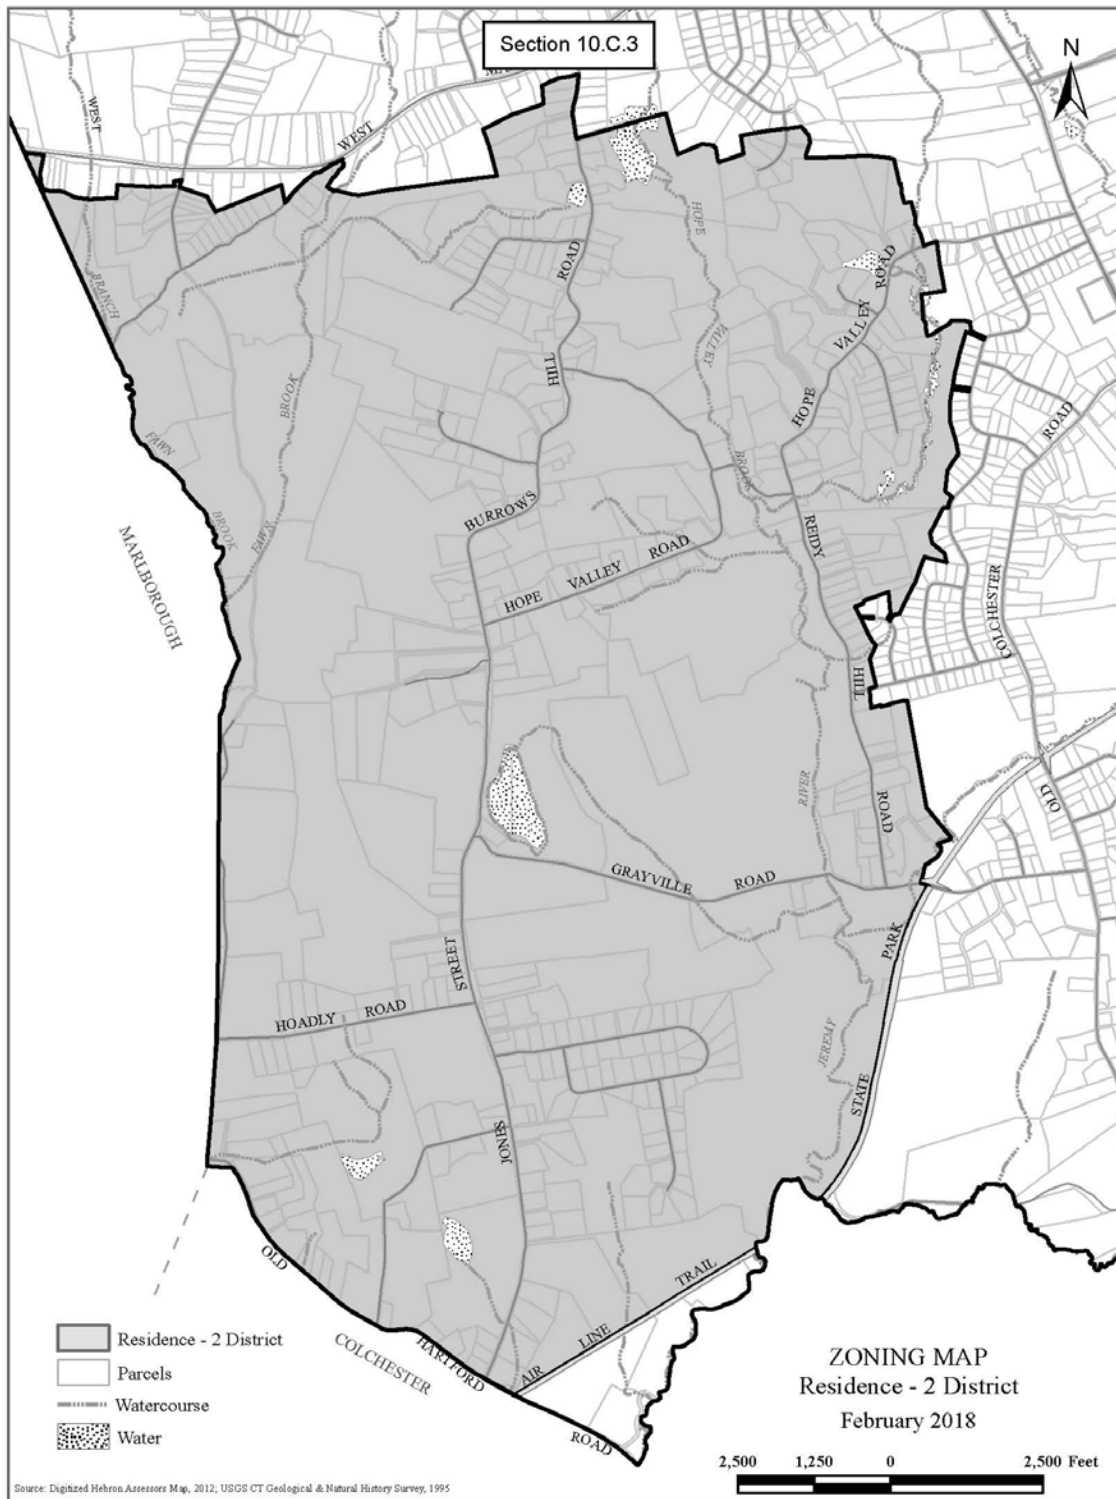 Section 10.C.3
N
WEST
WEST
HOPE
ROAD
ROAD
BRANCH
VALLEY
VALLEY
HILL
BROOK
HOPE
ROAD
FAWN
BROOK
BURROWS
BROOK
FAWN
REIDY
ROAD
VALLEY
HOPE
MARLBOROUGH
COLCHESTER
HILL
RIVER
ROAD
OLD
GRAYVILLE
ROAD
PARK
STREET
ROAD
HOADLY
JEREMY
STATE
JONES
OLD
TRAIL
LINE
AIR
COLCHESTER
HARTFORD
ROAD
Residence - 2 District
Parcels
Watercourse
Water
ZONING MAP
Residence - 2 District
February 2018
2,500 1,250 0 2,500 Feet
Source: Digitized Hebron Assessors Map, 2012; USGS CT Geological & Natural History Survey, 1995